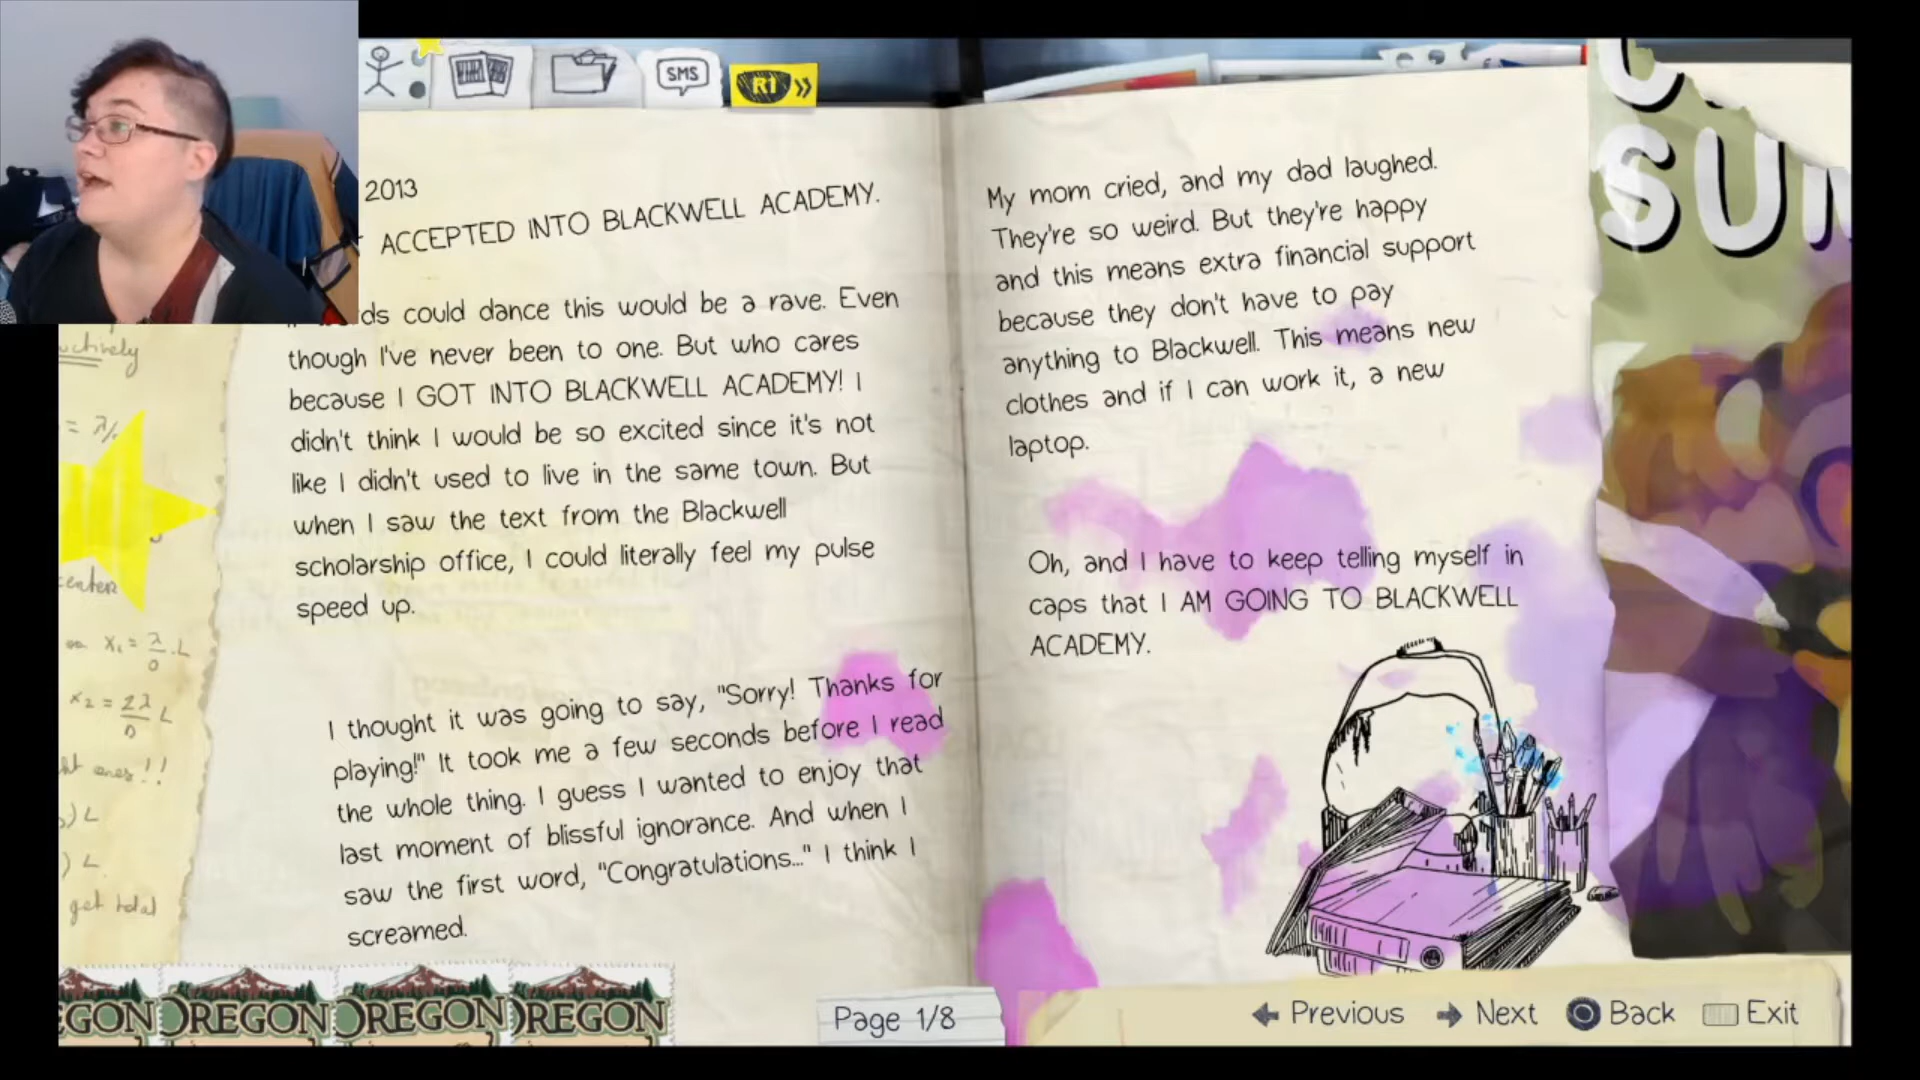 SMS
R1
2013
ACCEPTED INTO BLACKWELL ACADEMY.
could dance this would be a rave. Even
though I've never been to one. But who cares
because I GOT INTO BLACKWELL ACADEMY! I
didn't think I would be so excited since it's not
like I didn't used to live in the same town. But
when I saw the text from the Blackwell
scholarship office, I could literally feel my pulse
speed up.
I thought it was going to say, "Sorry! Thanks for
playing!" It took me a few seconds before I read
the whole thing. I guess I wanted to enjoy that
last moment of blissful ignorance. And when I
saw the first word, "Congratulations..." I think I
screamed.
My mom cried, and my dad laughed.
They're so weird. But they're happy
and this means extra financial support
because they don't have to pay
anything to Blackwell. This means new
clothes and if I can work it, a new
laptop.
Oh, and I have to keep telling myself in
caps that I AM GOING TO BLACKWELL
ACADEMY.
get total
OREGON OREGON OREGON
Page 1/8
Previous Next Back Exit